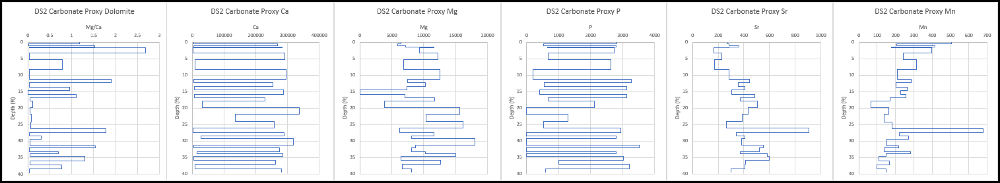 DS2 Carbonate Proxy Dolomite
Mg/Ca
0 0.5 1 1.5 2 2.5 3
0
5
10
15
20
25
30
35
40
Depth (ft)
DS2 Carbonate Proxy Ca
Ca
0 100000 200000 300000 400000
0
5
10
15
20
25
30
35
40
Depth (ft)
DS2 Carbonate Proxy Mg
Mg
0 5000 10000 15000 20000
0
5
10
15
20
25
30
35
40
Depth (ft)
DS2 Carbonate Proxy P
P
0 1000 2000 3000 4000
0
5
10
15
20
25
30
35
40
Depth (ft)
DS2 Carbonate Proxy Sr
Sr
0 200 400 600 800 1000
0
5
10
15
20
25
30
35
40
Depth (ft)
DS2 Carbonate Proxy Mn
Mn
0 100 200 300 400 500 600 700
0
5
10
15
20
25
30
35
40
Depth (ft)